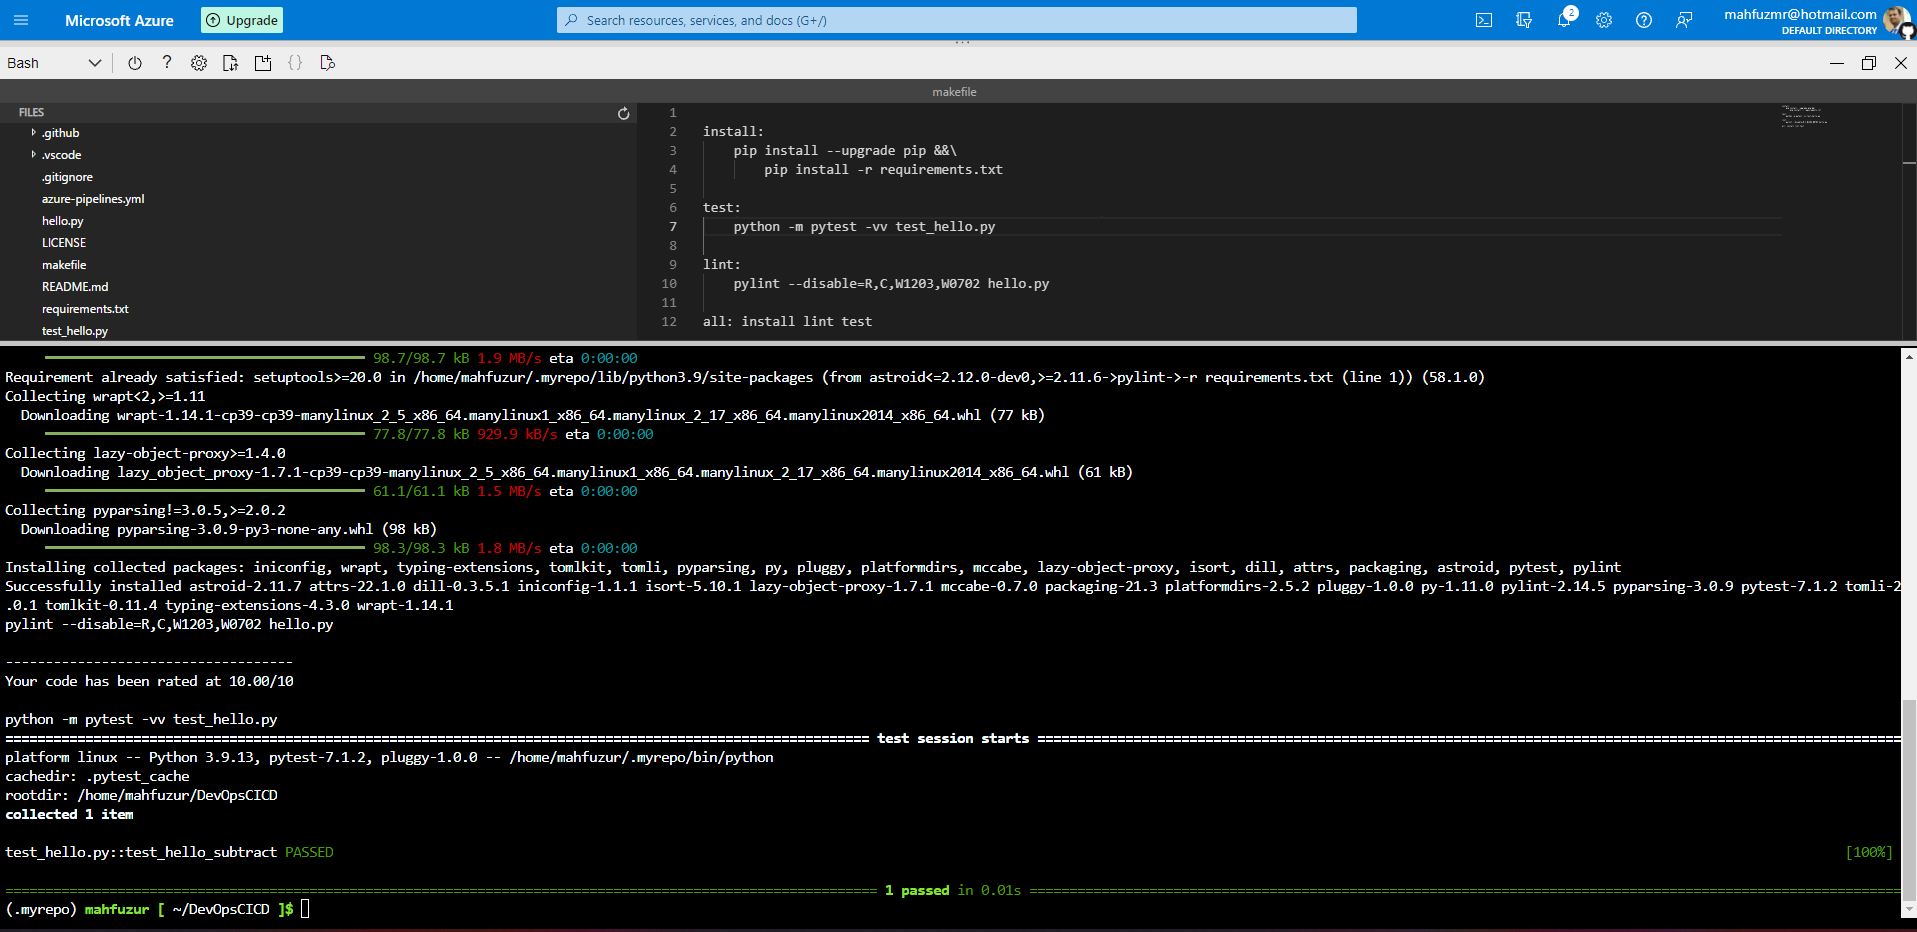 Microsoft Azure
Upgrade
Search resources, services, and docs (G+/)
2
mahfuzmr@hotmail.com
DEFAULT DIRECTORY
Bash
makefile
FILES
.github
.vscode
.gitignore
azure-pipelines.yml
hello.py
LICENSE
makefile
README.md
requirements.txt
test_hello.py
1
2 install:
3 pip install --upgrade pip &&\
4 pip install -r requirements.txt
5
6 test:
7 python -m pytest -vv test_hello.py
8
9 lint:
10 pylint --disable=R,C,W1203,W0702 hello.py
11
12 all: install lint test
98.7/98.7 kB 1.9 MB/s eta 0:00:00
Requirement already satisfied: setuptools>=20.0 in /home/mahfuzur/.myrepo/lib/python3.9/site-packages (from astroid<=2.12.0-dev0,>=2.11.6->pylint->-r requirements.txt (line 1)) (58.1.0)
Collecting wrapt<2,>=1.11
Downloading wrapt-1.14.1-cp39-cp39-manylinux_2_5_x86_64.manylinux1_x86_64.manylinux_2_17_x86_64.manylinux2014_x86_64.whl (77 kB)
77.8/77.8 kB 929.9 kB/s eta 0:00:00
Collecting lazy-object-proxy>=1.4.0
Downloading lazy_object_proxy-1.7.1-cp39-cp39-manylinux_2_5_x86_64.manylinux1_x86_64.manylinux_2_17_x86_64.manylinux2014_x86_64.whl (61 kB)
61.1/61.1 kB 1.5 MB/s eta 0:00:00
Collecting pyparsing!=3.0.5,>=2.0.2
Downloading pyparsing-3.0.9-py3-none-any.whl (98 kB)
98.3/98.3 kB 1.8 MB/s eta 0:00:00
Installing collected packages: iniconfig, wrapt, typing-extensions, tomlkit, tomli, pyparsing, py, pluggy, platformdirs, mccabe, lazy-object-proxy, isort, dill, attrs, packaging, astroid, pytest, pylint
Successfully installed astroid-2.11.7 attrs-22.1.0 dill-0.3.5.1 iniconfig-1.1.1 isort-5.10.1 lazy-object-proxy-1.7.1 mccabe-0.7.0 packaging-21.3 platformdirs-2.5.2 pluggy-1.0.0 py-1.11.0 pylint-2.14.5 pyparsing-3.0.9 pytest-7.1.2 tomli-2
.0.1 tomlkit-0.11.4 typing-extensions-4.3.0 wrapt-1.14.1
pylint --disable=R,C,W1203,W0702 hello.py
------------------------------------
Your code has been rated at 10.00/10
python -m pytest -vv test_hello.py
test session starts
platform linux -- Python 3.9.13, pytest-7.1.2, pluggy-1.0.0 -- /home/mahfuzur/.myrepo/bin/python
cachedir: .pytest_cache
rootdir: /home/mahfuzur/DevOpsCICD
collected 1 item
test_hello.py::test_hello_subtract PASSED [100%]
1 passed in 0.01s
(.myrepo) mahfuzur [ ~/DevOpsCICD ]$